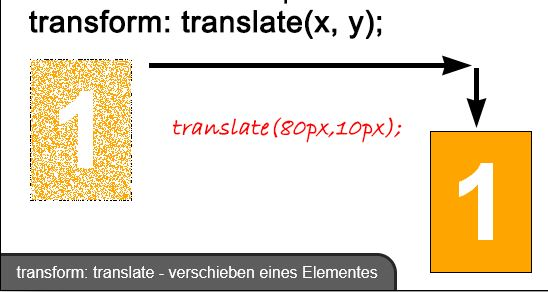 transform: translate(x, y);
1
translate(80px,10px);
1
transform: translate - verschieben eines Elementes